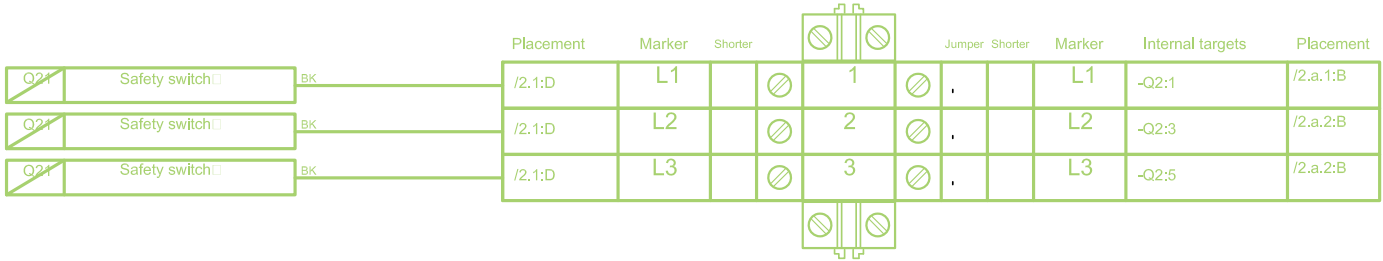 Placement Marker Shorter Jumper Shorter Marker Internal targets Placement
Q21 Safety switch BK /2.1:D L1 1 L1 -Q2:1 /2.a.1:B
Q21 Safety switch BK /2.1:D L2 2 L2 -Q2:3 /2.a.2:B
Q21 Safety switch BK /2.1:D L3 3 L3 -Q2:5 /2.a.2:B